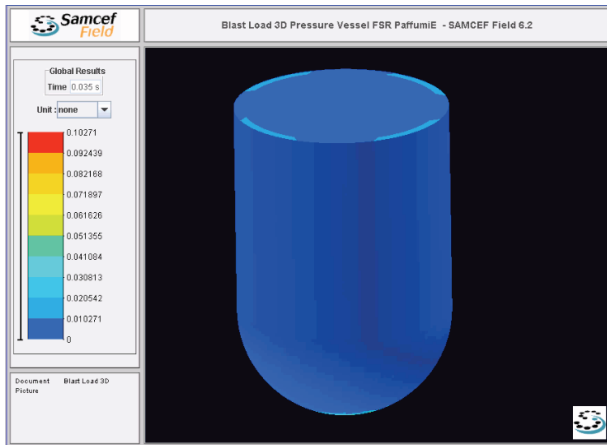 Samcef
Field
Blast Load 3D Pressure Vessel FSR PaffumiE - SAMCEF Field 6.2
Global Results
Time 0.035 s
Unit : none
0.10271
0.092439
0.082168
0.071897
0.061626
0.051355
0.041084
0.030813
0.020542
0.010271
0
Document Blast Load 3D
Picture